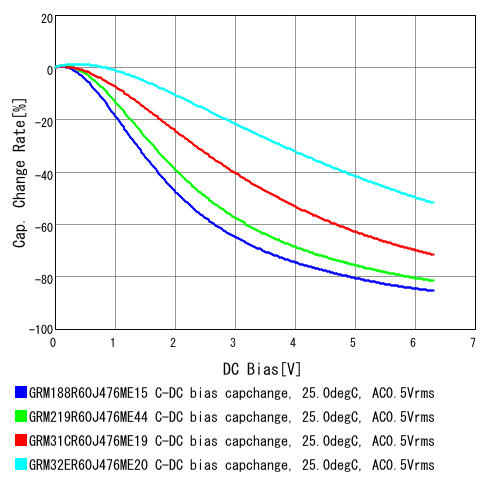 20
0
-20
-40
-60
-80
-100
Cap. Change Rate[%]
0 1 2 3 4 5 6 7
DC Bias[V]
GRM188R60J476ME15 C-DC bias capchange, 25.0degC, AC0.5Vrms
GRM219R60J476ME44 C-DC bias capchange, 25.0degC, AC0.5Vrms
GRM31CR60J476ME19 C-DC bias capchange, 25.0degC, AC0.5Vrms
GRM32ER60J476ME20 C-DC bias capchange, 25.0degC, AC0.5Vrms